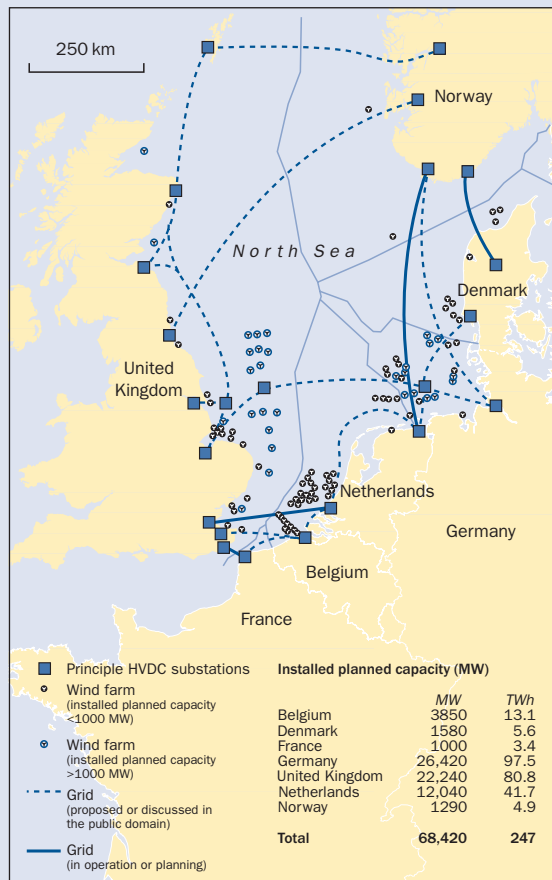 250 km
Norway
North Sea
Denmark
United
Kingdom
Netherlands
Germany
Belgium
France
Principle HVDC substations
Wind farm
(installed planned capacity
<1000 MW)
Wind farm
(installed planned capacity
>1000 MW)
Grid
(proposed or discussed in
the public domain)
Grid
(in operation or planning)
Installed planned capacity (MW)
MW TWh
Belgium 3850 13.1
Denmark 1580 5.6
France 1000 3.4
Germany 26,420 97.5
United Kingdom 22,240 80.8
Netherlands 12,040 41.7
Norway 1290 4.9
Total 68,420 247